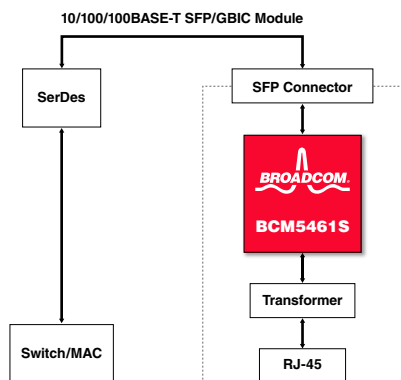 10/100/100BASE-T SFP/GBIC Module
SerDes
SFP Connector
BROADCOM.
BCM5461S
Transformer
Switch/MAC
RJ-45